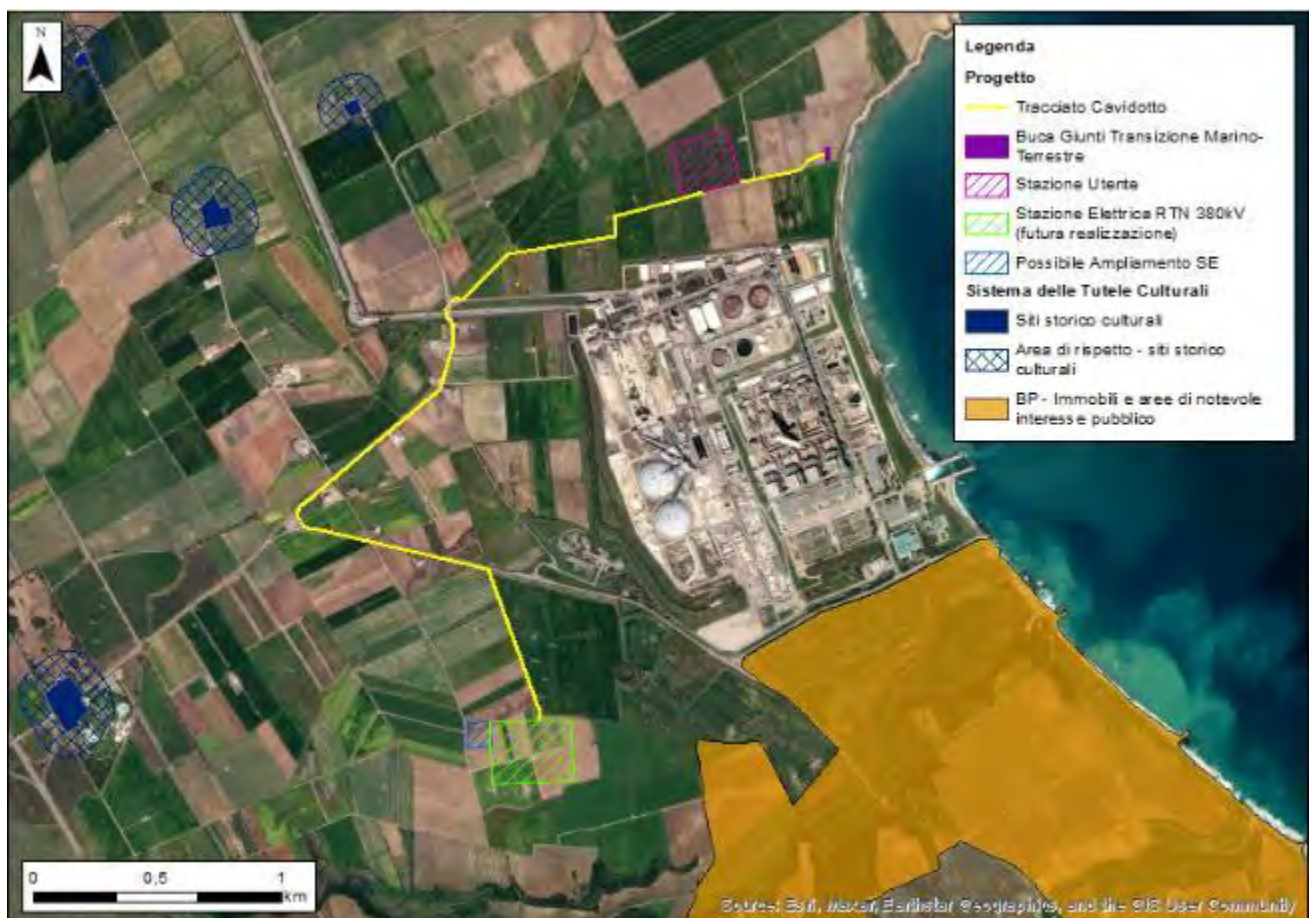 N
Legenda
Progetto
Tracciato Cavidotto
Buca Giunti Transizione Marino-
Terrestre
Stazione Utente
Stazione Elettrica RTN 380kV
(futura realizzazione)
Possibile Ampliamento SE
Sistema delle Tutele Culturali
Siti storico culturali
Area di rispetto - siti storico
culturali
BP - Immobili e aree di notevole
interesse pubblico
0 0,5 1
km
Source: Esri, Maxar, Earthstar Geographics, and the GIS User Community